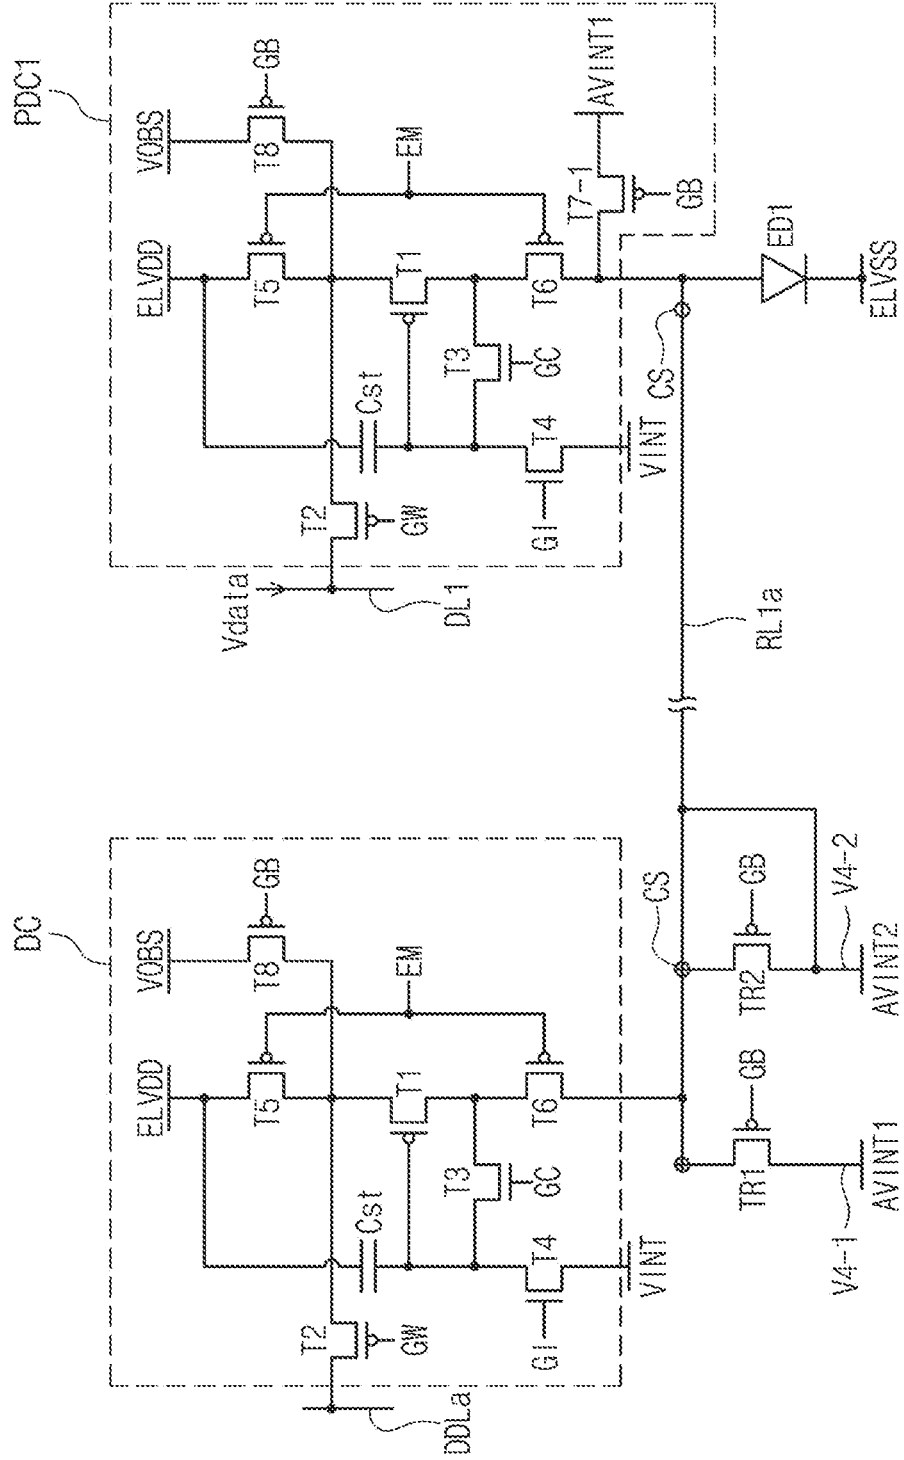 PDC1
VOBS
GB
T8
ELVDD
T5
EM
T1
AVINT1
T7-1
GB
T6
T3
GC
Cst
T4
GI
VINT
T2
GW
Vdata
DL1
ED1
ELVSS
CS
RL1a
DC
VOBS
GB
T8
ELVDD
T5
EM
T1
T6
T3
GC
Cst
T4
GI
VINT
T2
GW
DDLa
CS
GB
TR2
V4-2
AVINT2
GB
TR1
V4-1
AVINT1